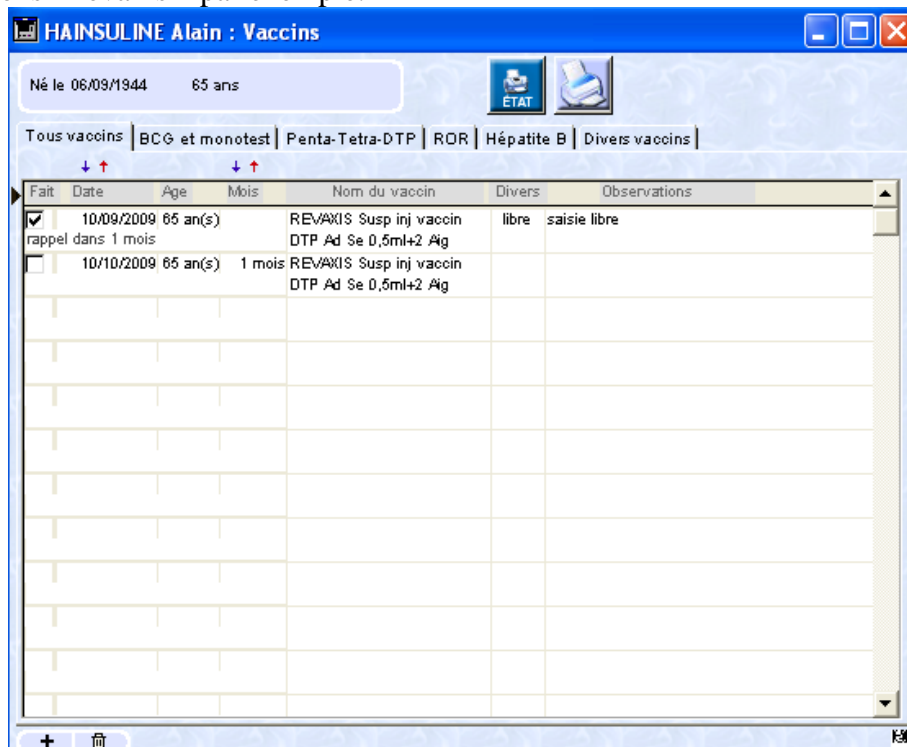 HAINSULINE Alain : Vaccins
Né le 06/09/1944 65 ans
ÉTAT
Tous vaccins BCG et monotest Penta-Tetra-DTP ROR Hépatite B Divers vaccins
Fait Date Age Mois Nom du vaccin Divers Observations
10/09/2009 65 an(s) REVAXIS Susp inj vaccin libre saisie libre
rappel dans 1 mois DTP Ad Se 0,5ml+2 Aig
10/10/2009 65 an(s) 1 mois REVAXIS Susp inj vaccin
DTP Ad Se 0,5ml+2 Aig